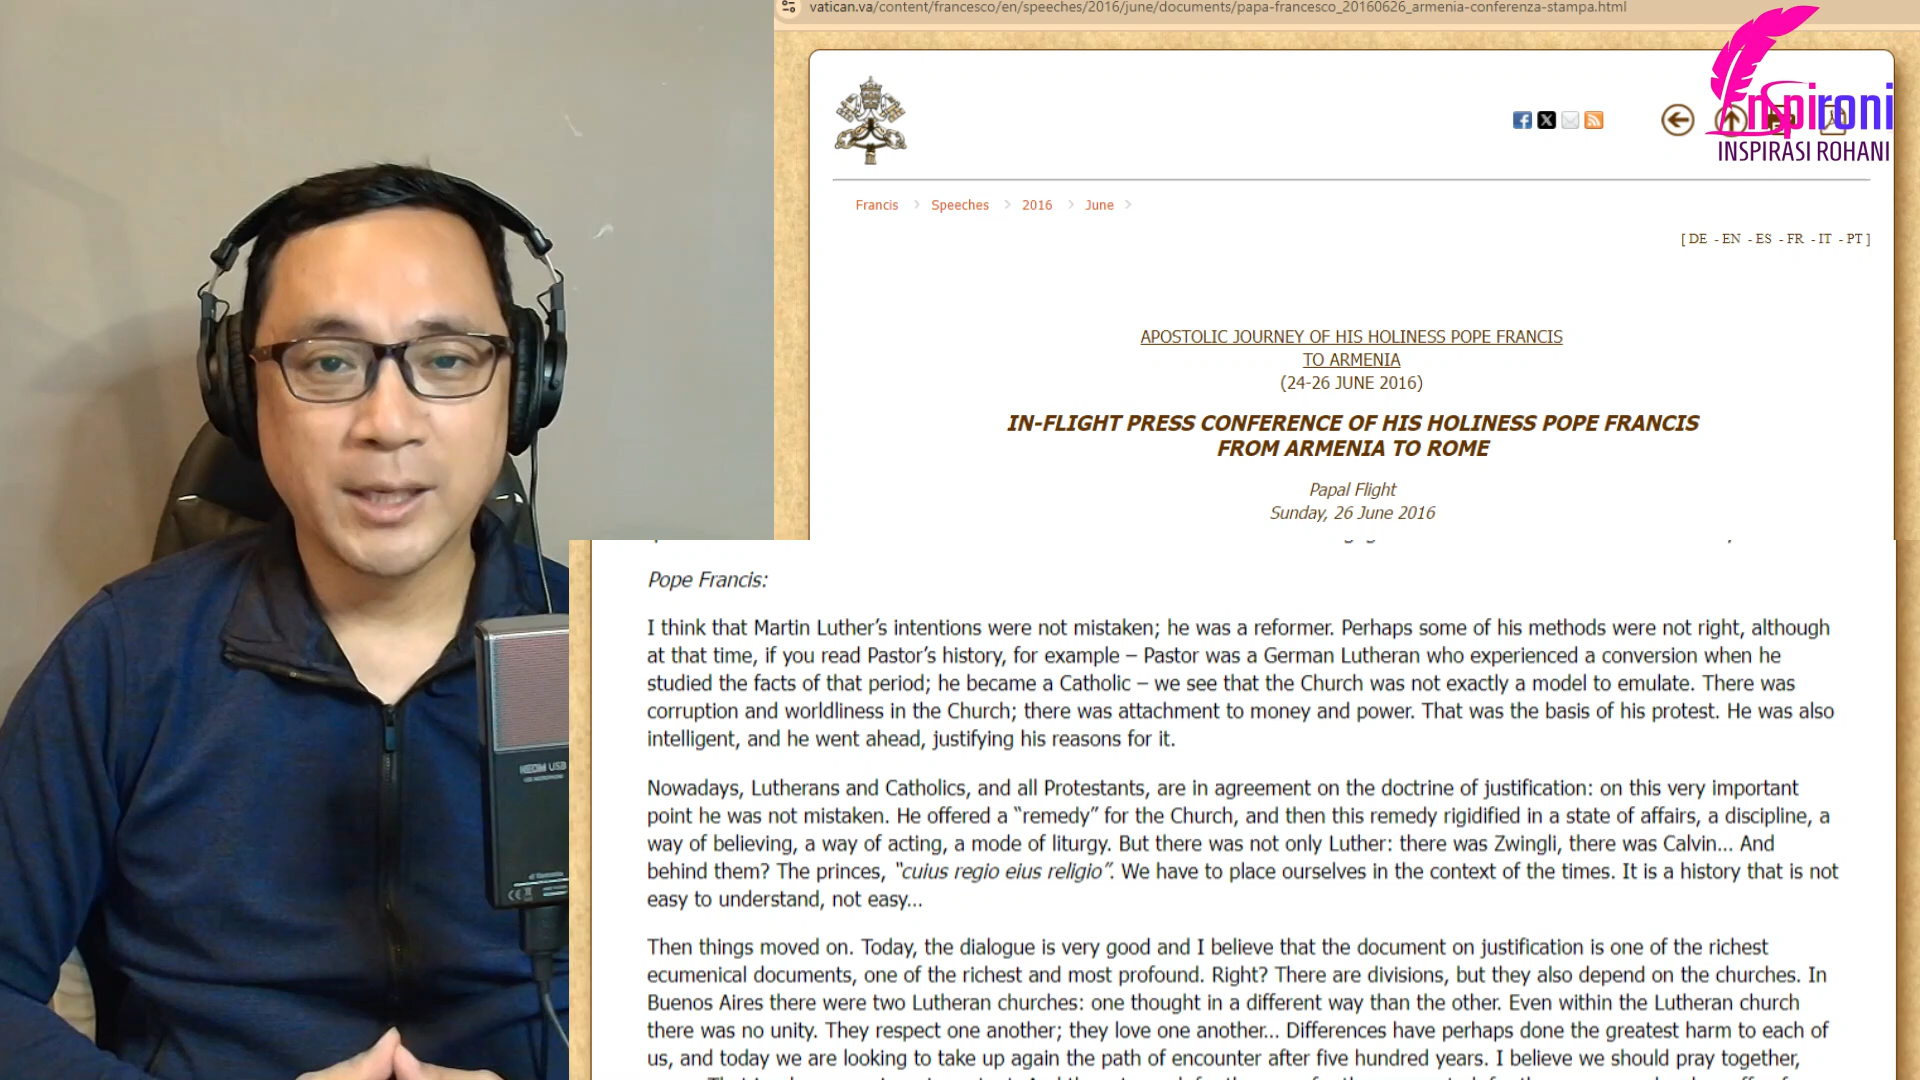 vatican.va/content/francesco/en/speeches/2016/june/documents/papa-francesco_20160626_armenia-conferenza-stampa.html
Inspironi
INSPIRASI ROHANI
Francis > Speeches > 2016 > June >
[ DE - EN - ES - FR - IT - PT ]
APOSTOLIC JOURNEY OF HIS HOLINESS POPE FRANCIS
TO ARMENIA
(24-26 JUNE 2016)
IN-FLIGHT PRESS CONFERENCE OF HIS HOLINESS POPE FRANCIS
FROM ARMENIA TO ROME
Papal Flight
Sunday, 26 June 2016
Pope Francis:
I think that Martin Luther’s intentions were not mistaken; he was a reformer. Perhaps some of his methods were not right, although
at that time, if you read Pastor’s history, for example – Pastor was a German Lutheran who experienced a conversion when he
studied the facts of that period; he became a Catholic – we see that the Church was not exactly a model to emulate. There was
corruption and worldliness in the Church; there was attachment to money and power. That was the basis of his protest. He was also
intelligent, and he went ahead, justifying his reasons for it.
Nowadays, Lutherans and Catholics, and all Protestants, are in agreement on the doctrine of justification: on this very important
point he was not mistaken. He offered a “remedy” for the Church, and then this remedy rigidified in a state of affairs, a discipline, a
way of believing, a way of acting, a mode of liturgy. But there was not only Luther: there was Zwingli, there was Calvin... And
behind them? The princes, “cuius regio eius religio”. We have to place ourselves in the context of the times. It is a history that is not
easy to understand, not easy...
Then things moved on. Today, the dialogue is very good and I believe that the document on justification is one of the richest
ecumenical documents, one of the richest and most profound. Right? There are divisions, but they also depend on the churches. In
Buenos Aires there were two Lutheran churches: one thought in a different way than the other. Even within the Lutheran church
there was no unity. They respect one another; they love one another... Differences have perhaps done the greatest harm to each of
us, and today we are looking to take up again the path of encounter after five hundred years. I believe we should pray together,